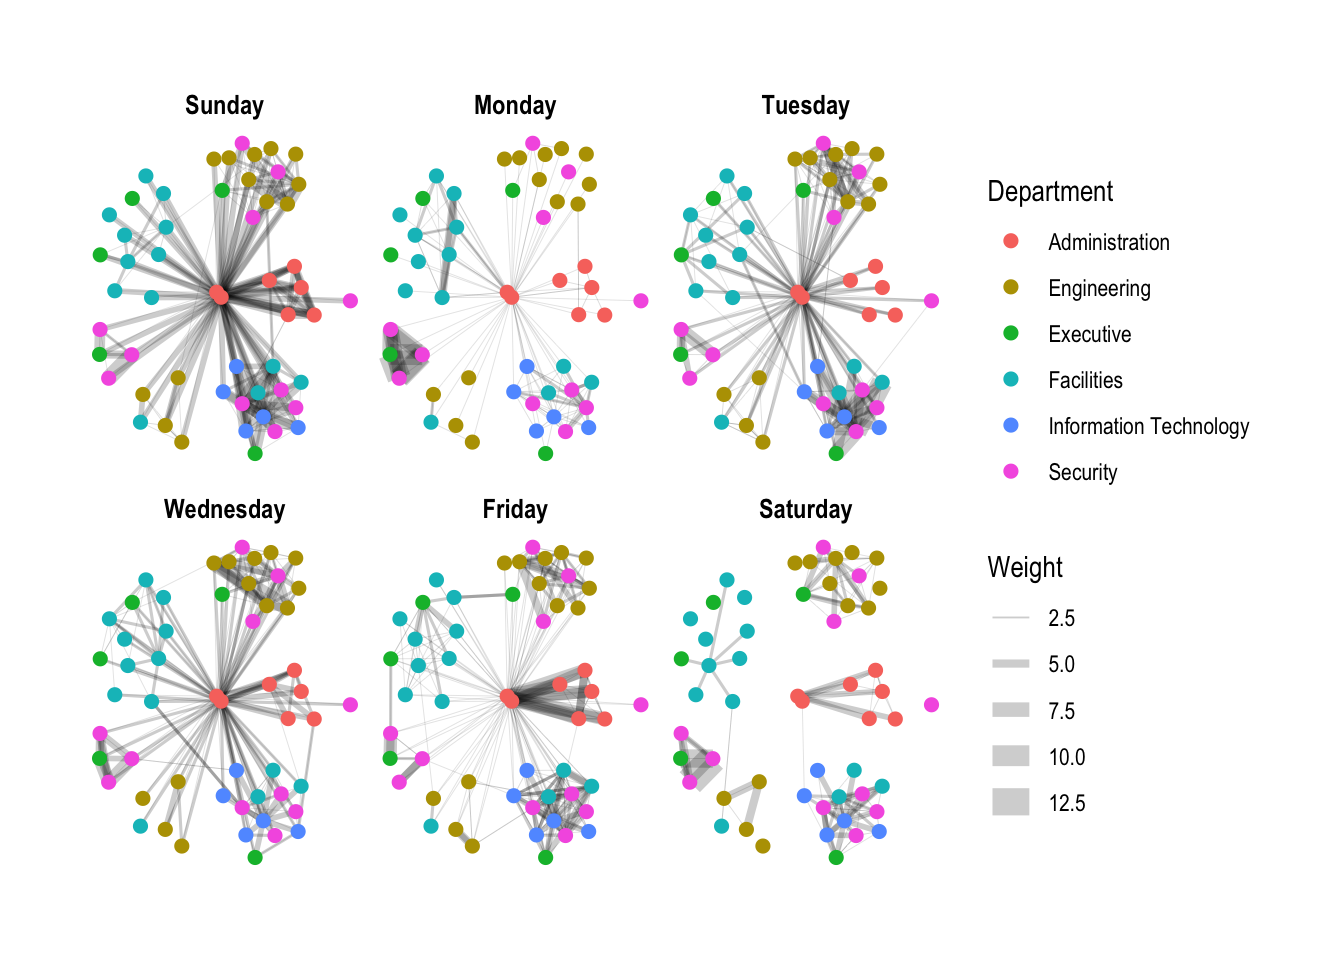 Sunday
Monday
Tuesday
Wednesday
Friday
Saturday
Department
Administration
Engineering
Executive
Facilities
Information Technology
Security
Weight
2.5
5.0
7.5
10.0
12.5